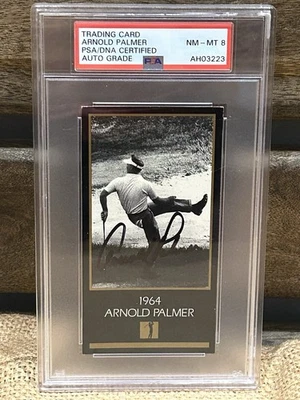 TRADING CARD
ARNOLD PALMER NM-MT 8
PSA/DNA CERTIFIED
AUTO GRADE PSA AH03223
1964
ARNOLD PALMER